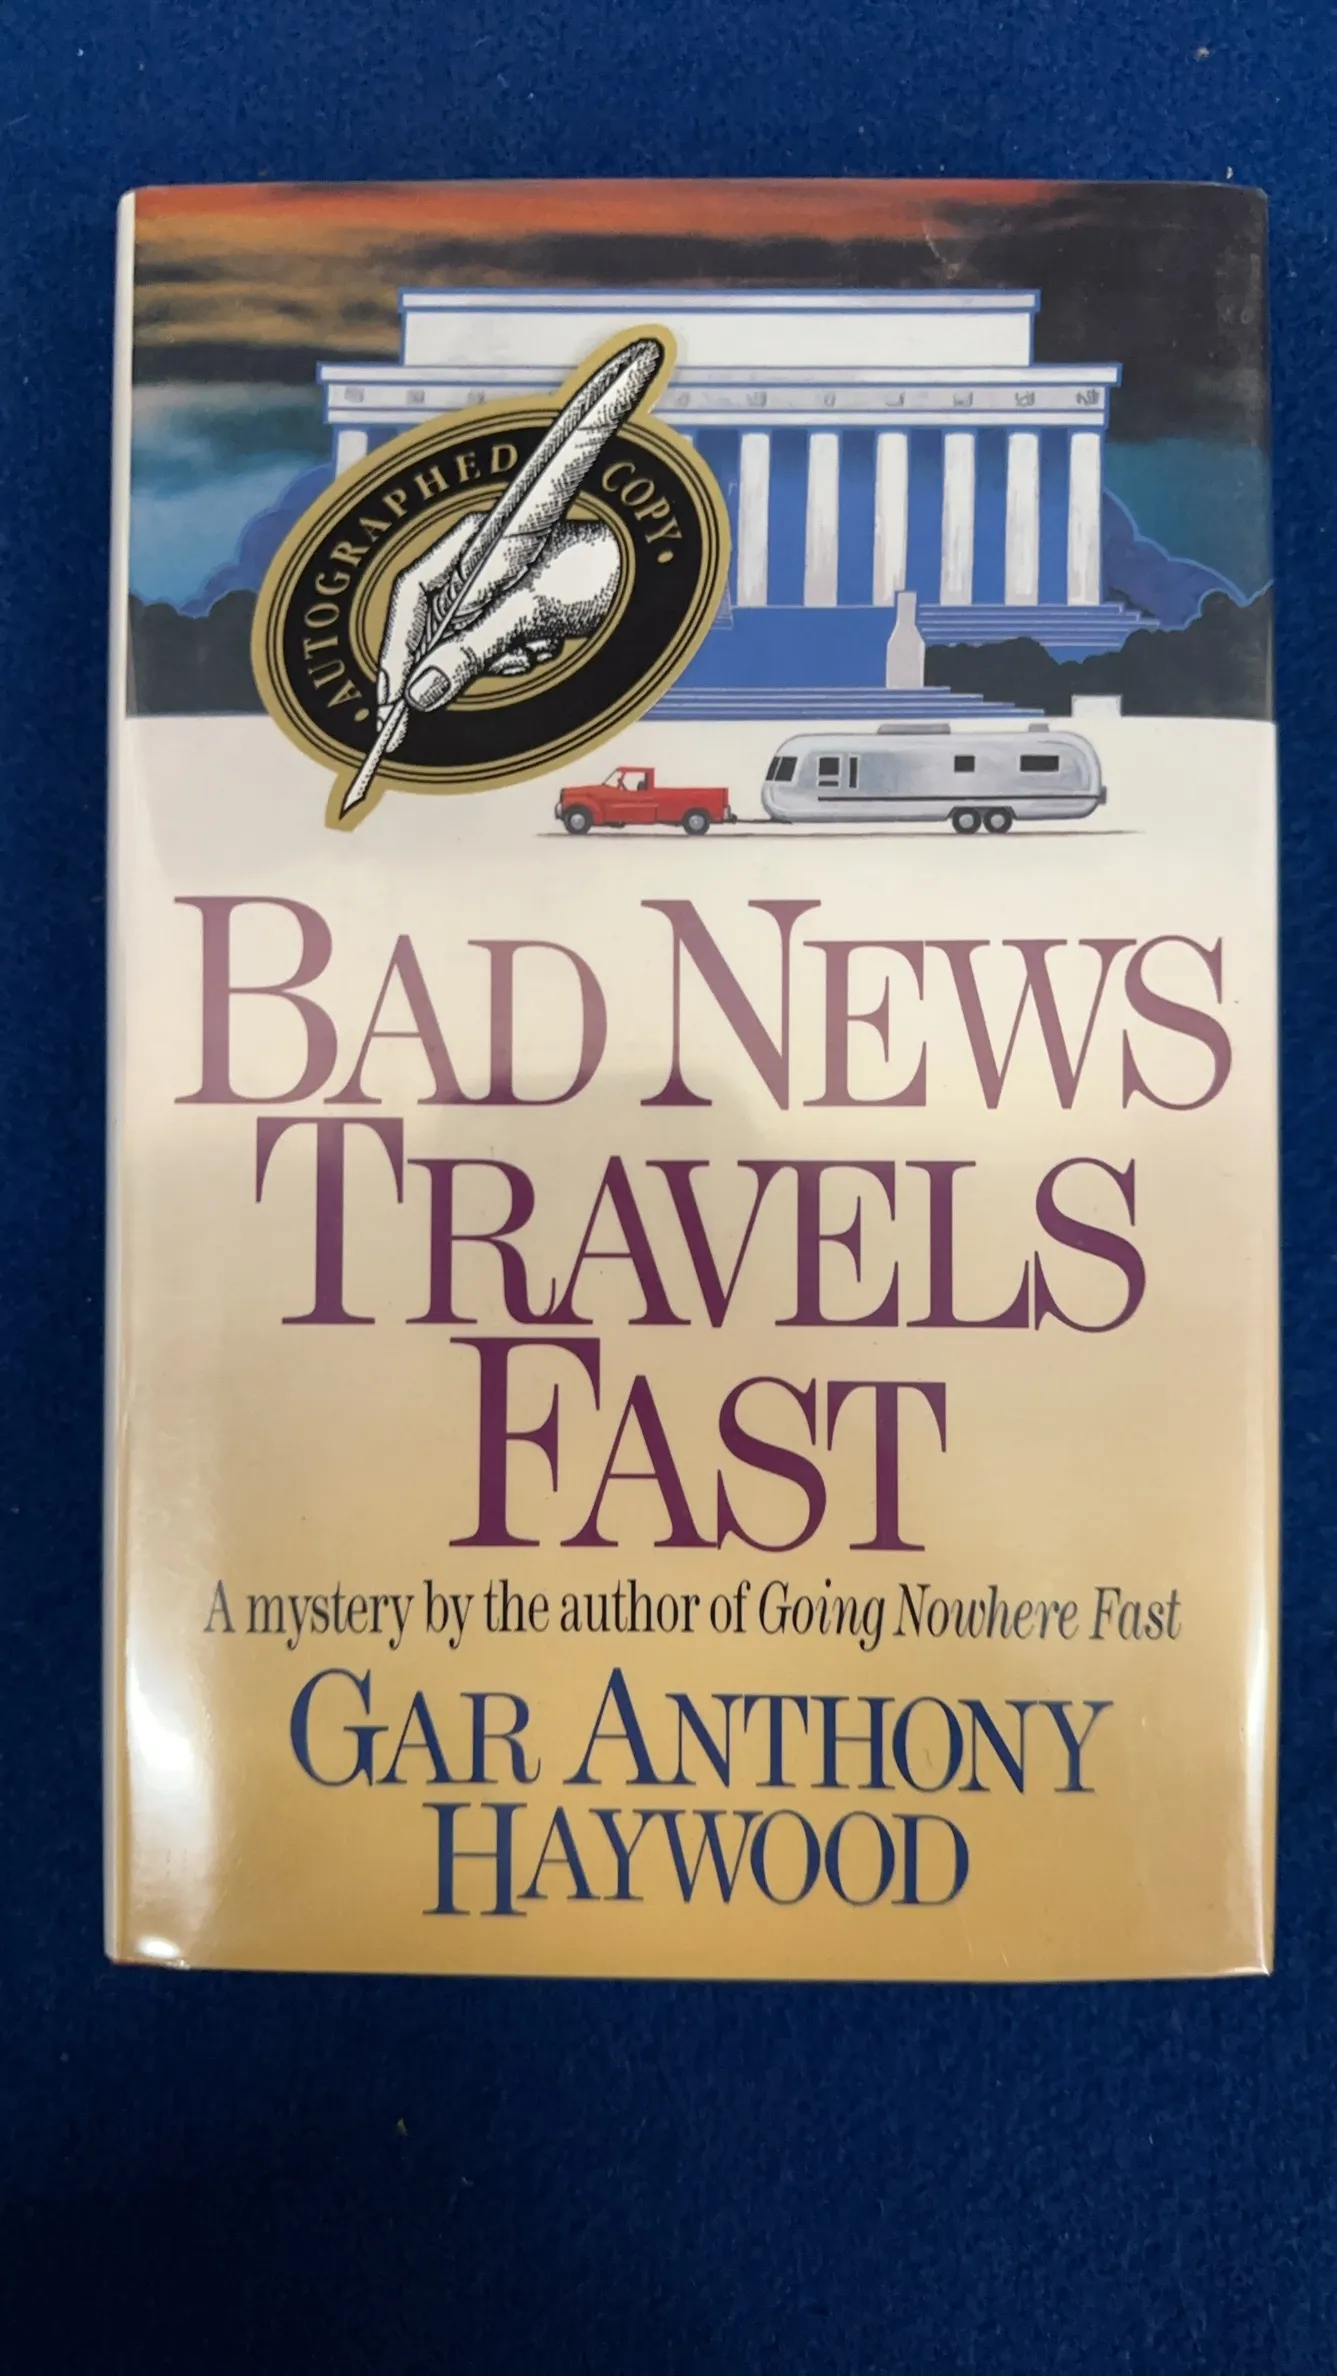 AUTOGRAPHED COPY
BAD NEWS
TRAVELS
FAST
A mystery by the author of Going Nowhere Fast
GAR ANTHONY
HAYWOOD